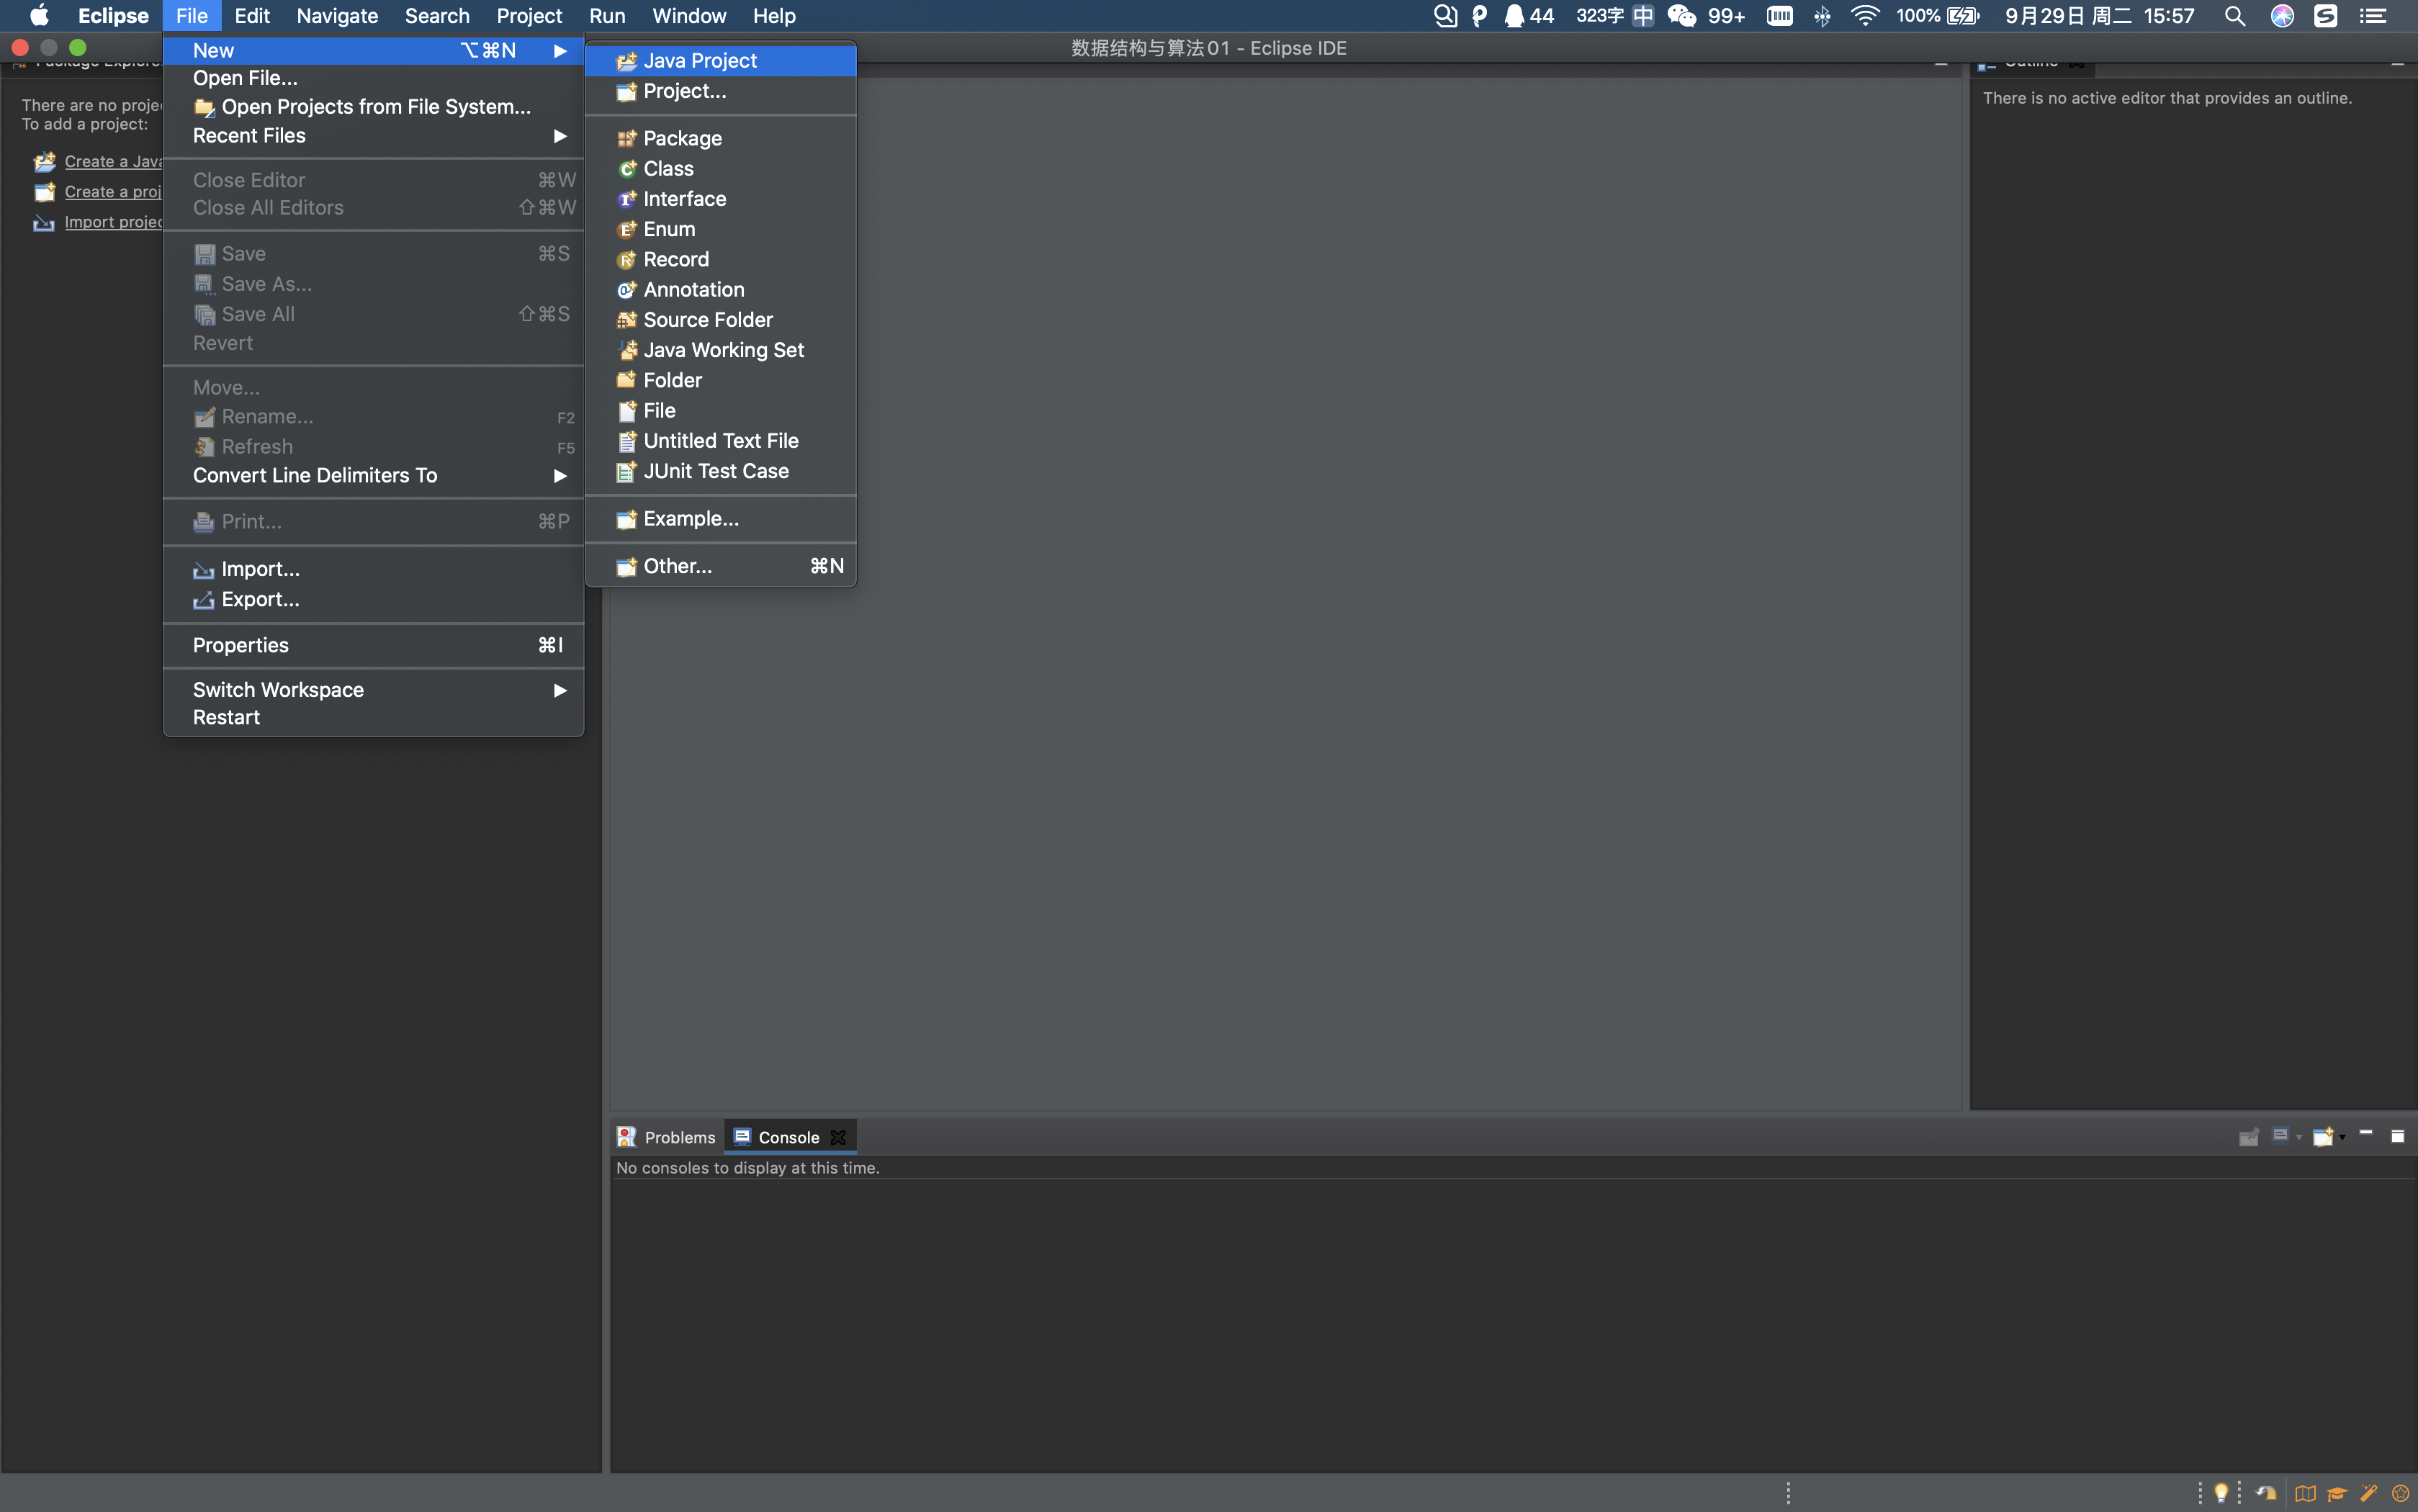 Eclipse File Edit Navigate Search Project Run Window Help 44 323字 中 99+ 100% 9月29日 周二 15:57
数据结构与算法01 - Eclipse IDE
Package Explore
Outline
There are no proje
To add a project:
Create a Java
Create a proj
Import projec
New ⌥⌘N
Open File...
Open Projects from File System...
Recent Files
Close Editor ⌘W
Close All Editors ⇧⌘W
Save ⌘S
Save As...
Save All ⇧⌘S
Revert
Move...
Rename... F2
Refresh F5
Convert Line Delimiters To
Print... ⌘P
Import...
Export...
Properties ⌘I
Switch Workspace
Restart
Java Project
Project...
Package
Class
Interface
Enum
Record
Annotation
Source Folder
Java Working Set
Folder
File
Untitled Text File
JUnit Test Case
Example...
Other... ⌘N
There is no active editor that provides an outline.
Problems Console
No consoles to display at this time.